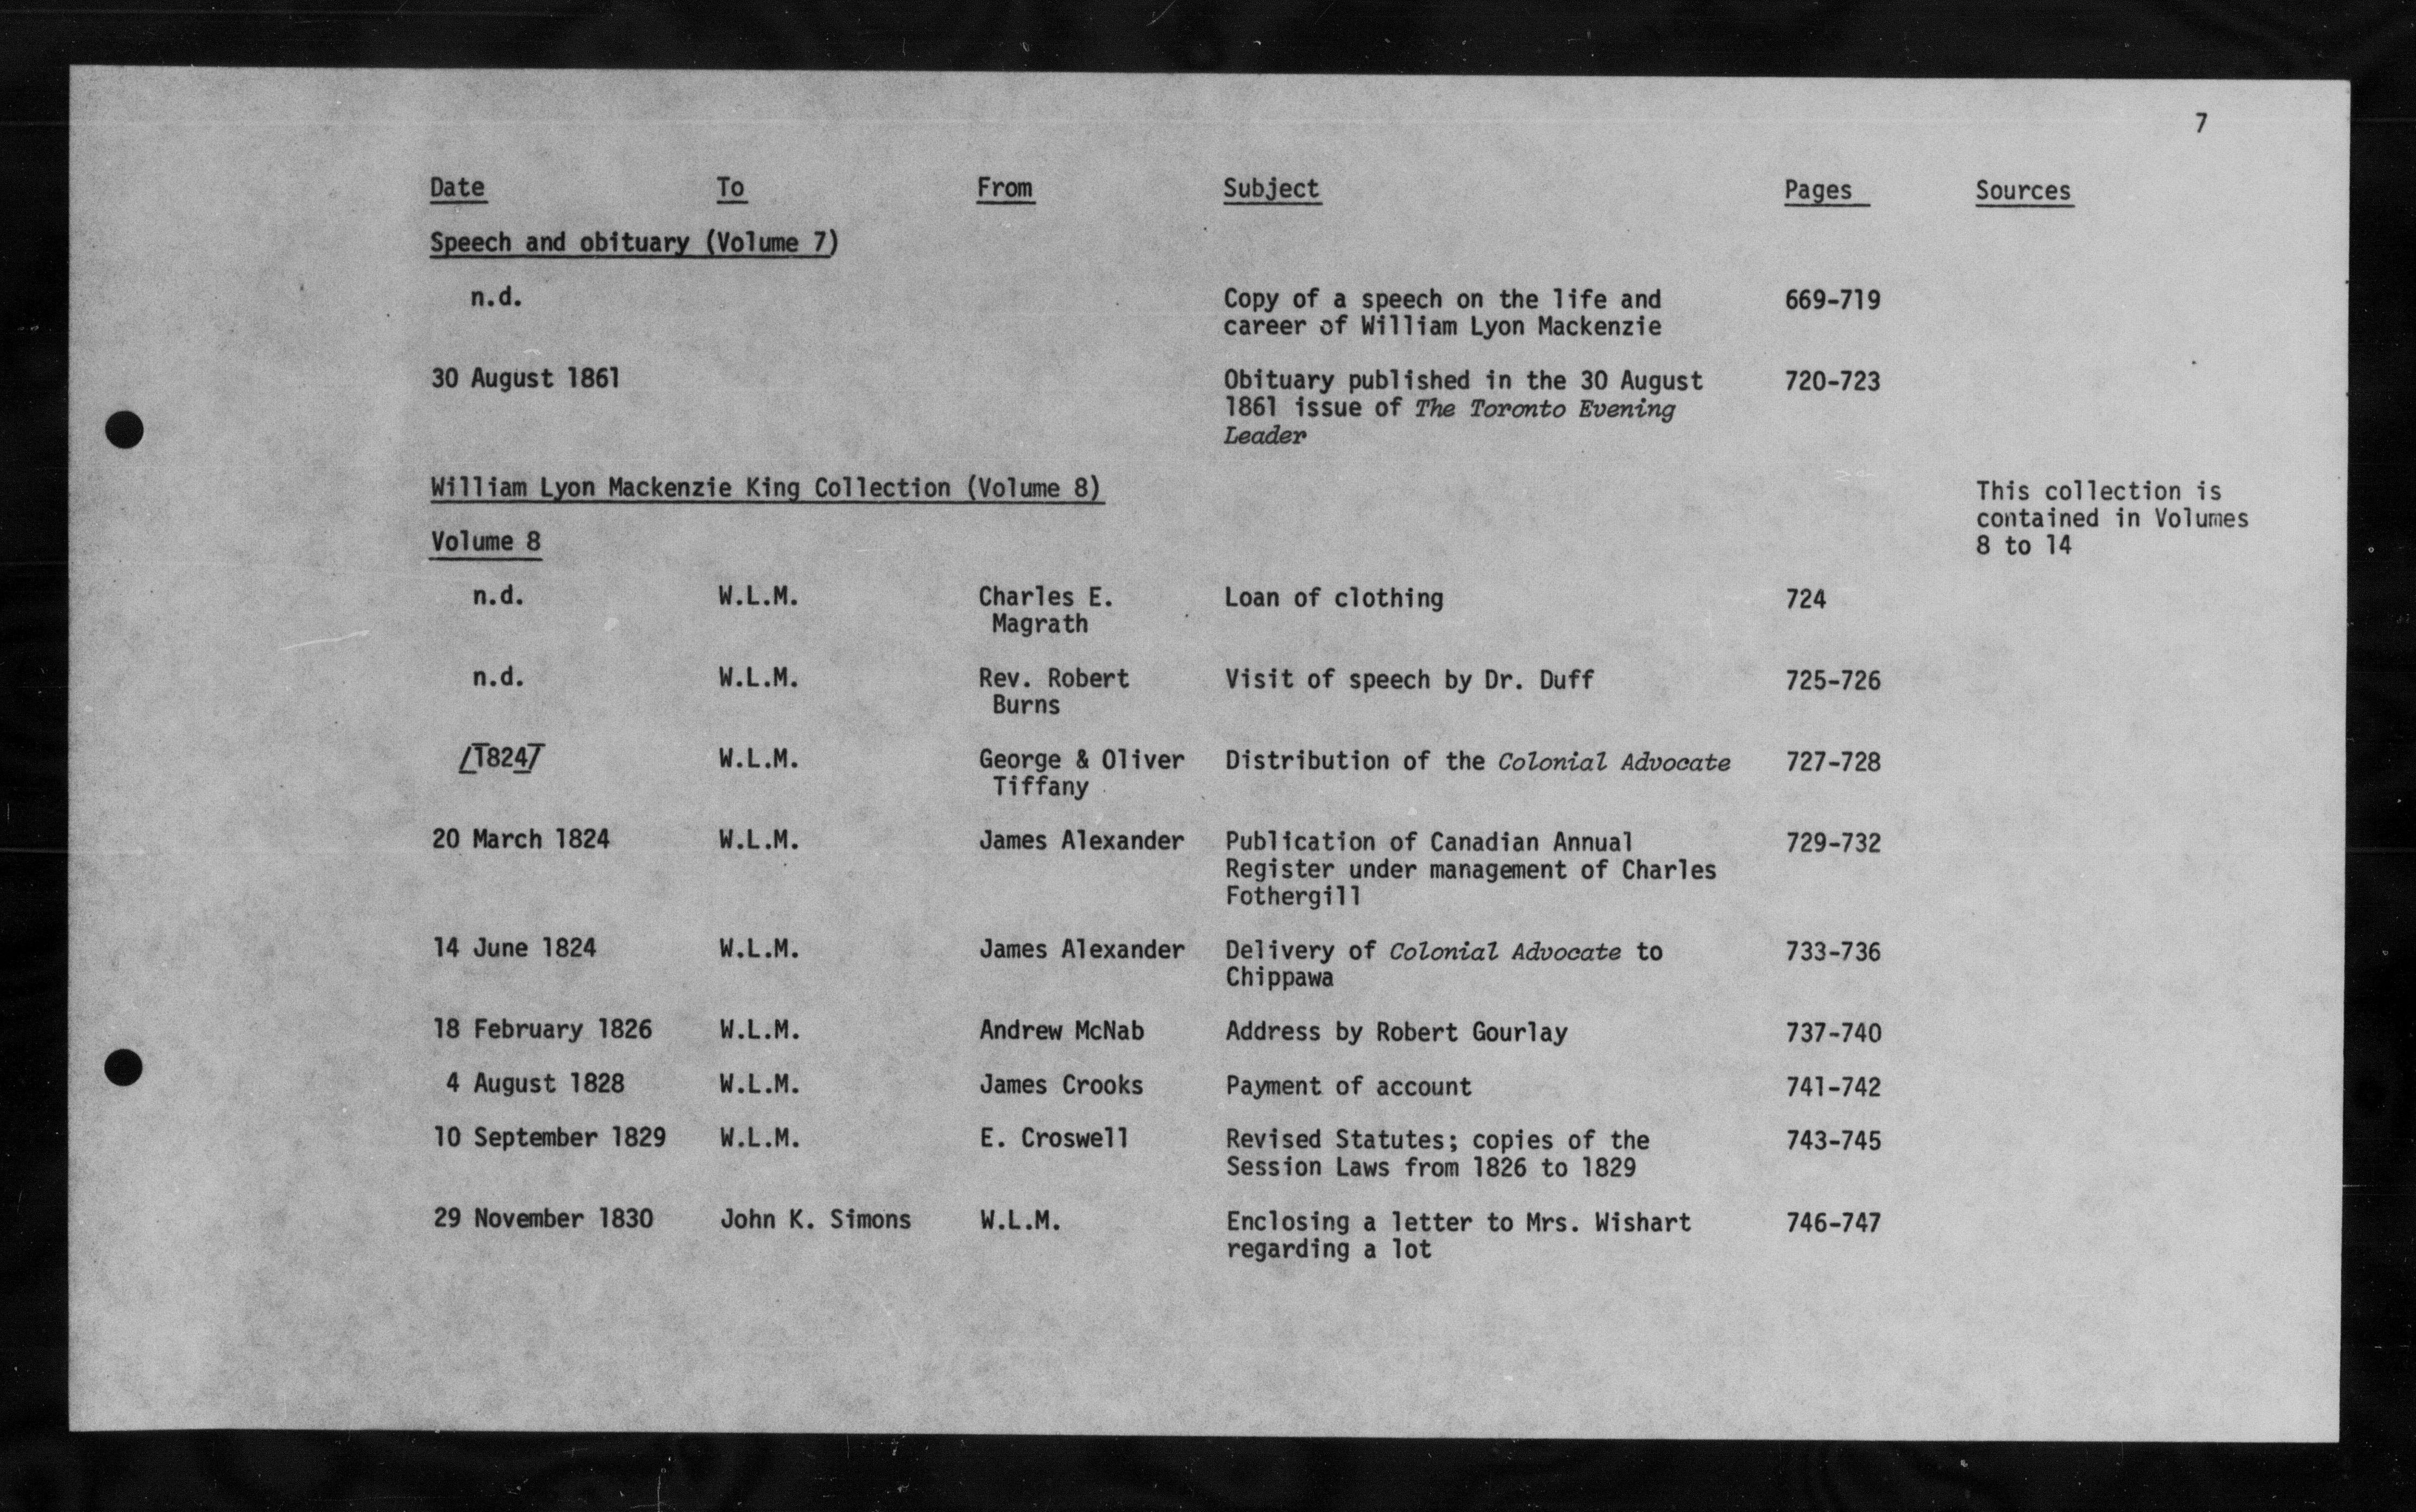 7
Date To From Subject Pages Sources
Speech and obituary (Volume 7)
n.d. Copy of a speech on the life and 669-719
career of William Lyon Mackenzie
30 August 1861 Obituary published in the 30 August 720-723
1861 issue of The Toronto Evening
Leader
William Lyon Mackenzie King Collection (Volume 8) This collection is
contained in Volumes
Volume 8 8 to 14
n.d. W.L.M. Charles E. Loan of clothing 724
Magrath
n.d. W.L.M. Rev. Robert Visit of speech by Dr. Duff 725-726
Burns
[1824] W.L.M. George & Oliver Distribution of the Colonial Advocate 727-728
Tiffany
20 March 1824 W.L.M. James Alexander Publication of Canadian Annual 729-732
Register under management of Charles
Fothergill
14 June 1824 W.L.M. James Alexander Delivery of Colonial Advocate to 733-736
Chippawa
18 February 1826 W.L.M. Andrew McNab Address by Robert Gourlay 737-740
4 August 1828 W.L.M. James Crooks Payment of account 741-742
10 September 1829 W.L.M. E. Croswell Revised Statutes; copies of the 743-745
Session Laws from 1826 to 1829
29 November 1830 John K. Simons W.L.M. Enclosing a letter to Mrs. Wishart 746-747
regarding a lot